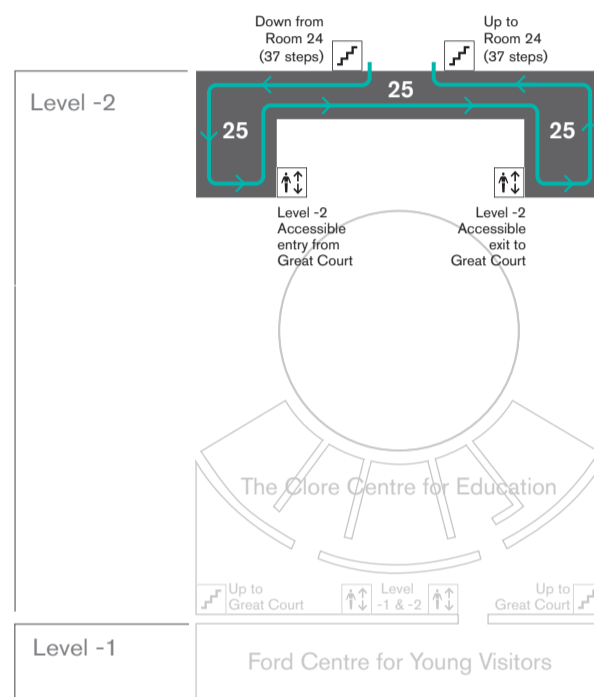 Down from
Room 24
(37 steps)
Up to
Room 24
(37 steps)
Level -2
25
25
25
Level -2
Accessible
entry from
Great Court
Level -2
Accessible
exit to
Great Court
The Clore Centre for Education
Up to
Great Court
Level
-1 & -2
Up to
Great Court
Level -1
Ford Centre for Young Visitors